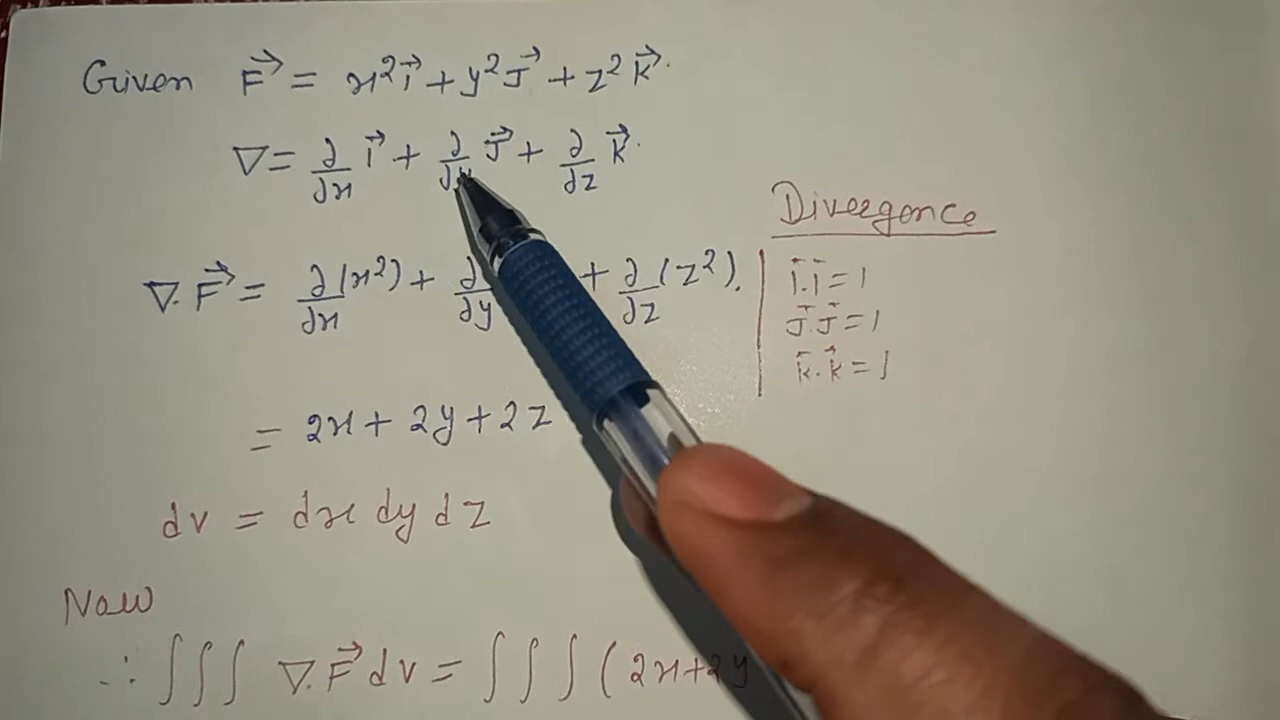 Given F⃗ = x²i⃗ + y²J⃗ + z²K⃗.
∇ = ∂/∂x i⃗ + ∂/∂y J⃗ + ∂/∂z K⃗.
∇.F⃗ = ∂/∂x (x²) + ∂/∂y + ∂/∂z (z²).
= 2x + 2y + 2z
dv = dx dy dz
Now
∴ ∫∫∫ ∇.F⃗ dv = ∫∫∫ (2x+2y
Divergence
i⃗.i⃗ = 1
J⃗.J⃗ = 1
K⃗.K⃗ = 1